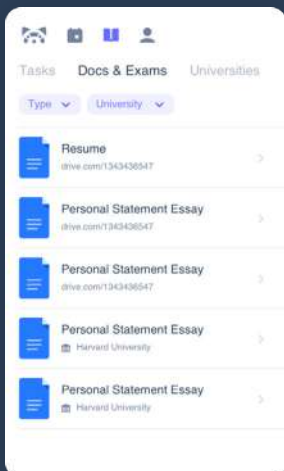 Tasks Docs & Exams Universities
Type University
Resume
drive.com/1343436547
Personal Statement Essay
drive.com/1343436547
Personal Statement Essay
drive.com/1343436547
Personal Statement Essay
Harvard University
Personal Statement Essay
Harvard University